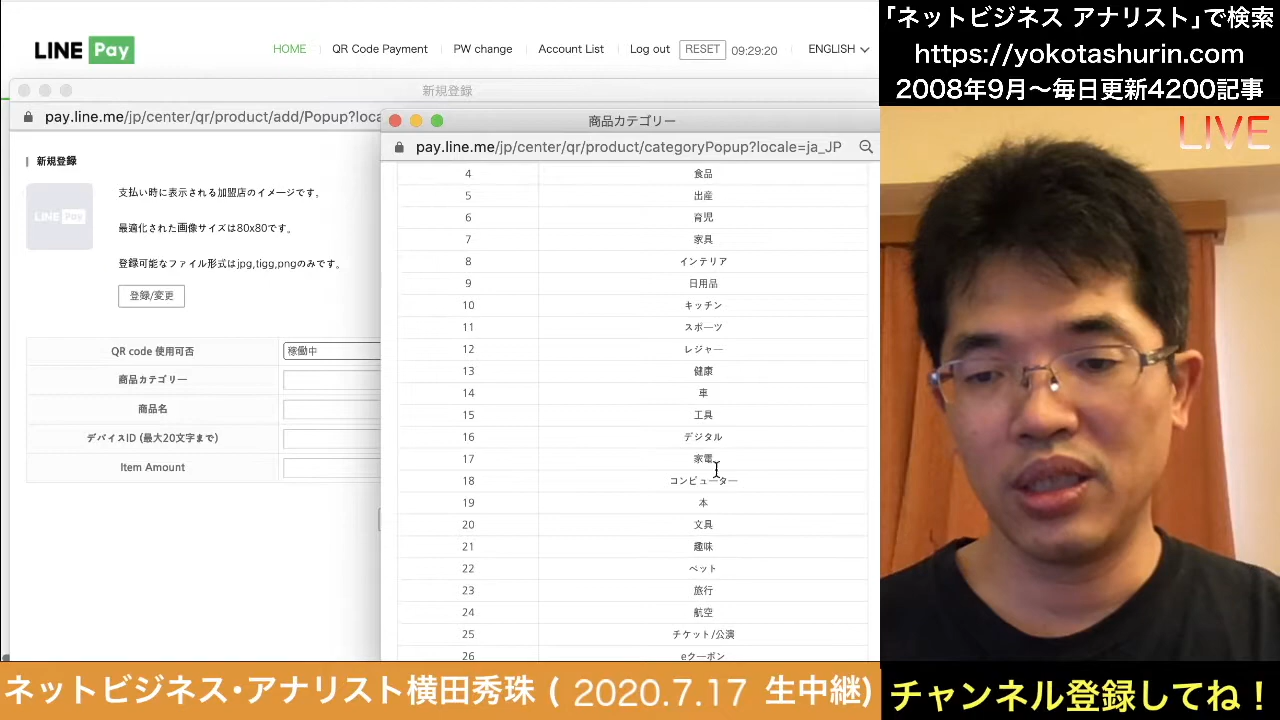 LINE Pay
HOME QR Code Payment PW change Account List Log out RESET 09:29:20 ENGLISH
新規登録
pay.line.me/jp/center/qr/product/add/Popup?loca
新規登録
LINE Pay
支払い時に表示される加盟店のイメージです。
最適化された画像サイズは80x80です。
登録可能なファイル形式はjpg,tigg,pngのみです。
登録/変更
QR code 使用可否 稼働中
商品カテゴリー
商品名
デバイスID (最大20文字まで)
Item Amount
商品カテゴリー
pay.line.me/jp/center/qr/product/categoryPopup?locale=ja_JP
4 食品
5 出産
6 育児
7 家具
8 インテリア
9 日用品
10 キッチン
11 スポーツ
12 レジャー
13 健康
14 車
15 工具
16 デジタル
17 家電
18 コンピューター
19 本
20 文具
21 趣味
22 ペット
23 旅行
24 航空
25 チケット/公演
26 eクーポン
「ネットビジネス アナリスト」で検索
https://yokotashurin.com
2008年9月〜毎日更新4200記事
LIVE
ネットビジネス・アナリスト横田秀珠 ( 2020.7.17 生中継)
チャンネル登録してね！